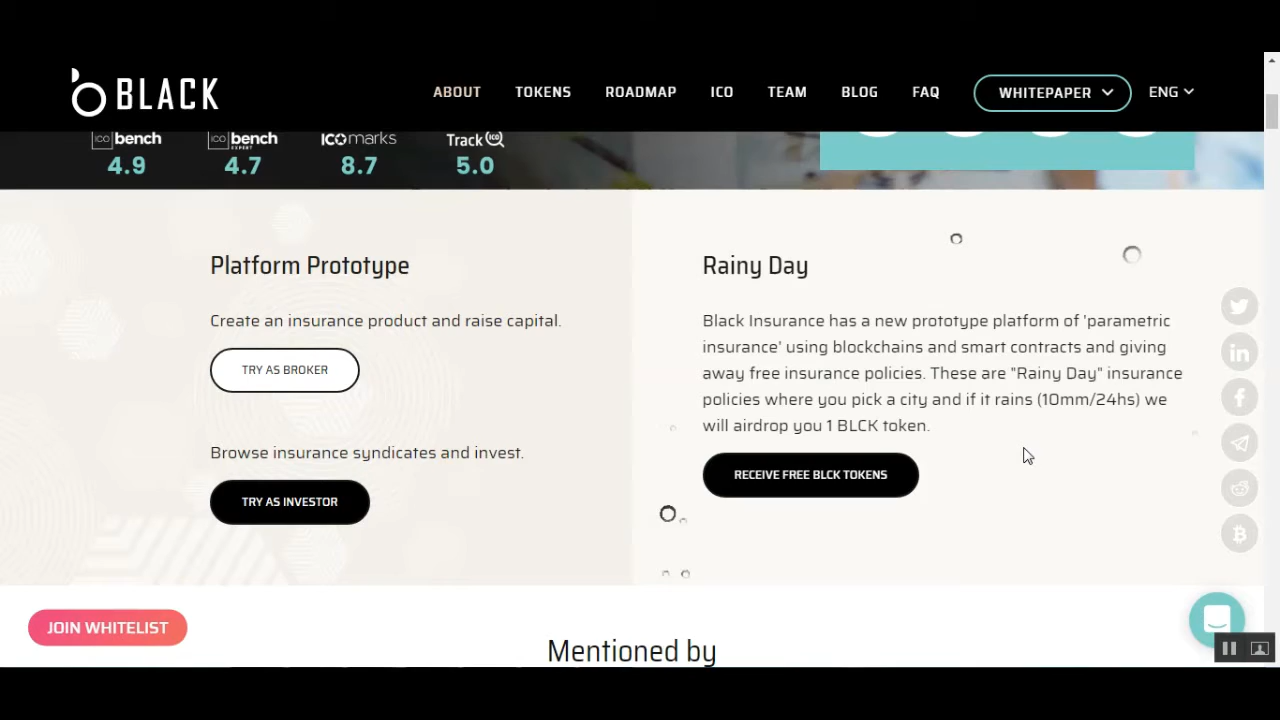 BLACK
ABOUT TOKENS ROADMAP ICO TEAM BLOG FAQ WHITEPAPER ENG
ICO bench ICO bench EXPERT ICOmarks Track ICO
4.9 4.7 8.7 5.0
Platform Prototype
Create an insurance product and raise capital.
TRY AS BROKER
Browse insurance syndicates and invest.
TRY AS INVESTOR
Rainy Day
Black Insurance has a new prototype platform of 'parametric
insurance' using blockchains and smart contracts and giving
away free insurance policies. These are "Rainy Day" insurance
policies where you pick a city and if it rains (10mm/24hs) we
will airdrop you 1 BLCK token.
RECEIVE FREE BLCK TOKENS
JOIN WHITELIST
Mentioned by